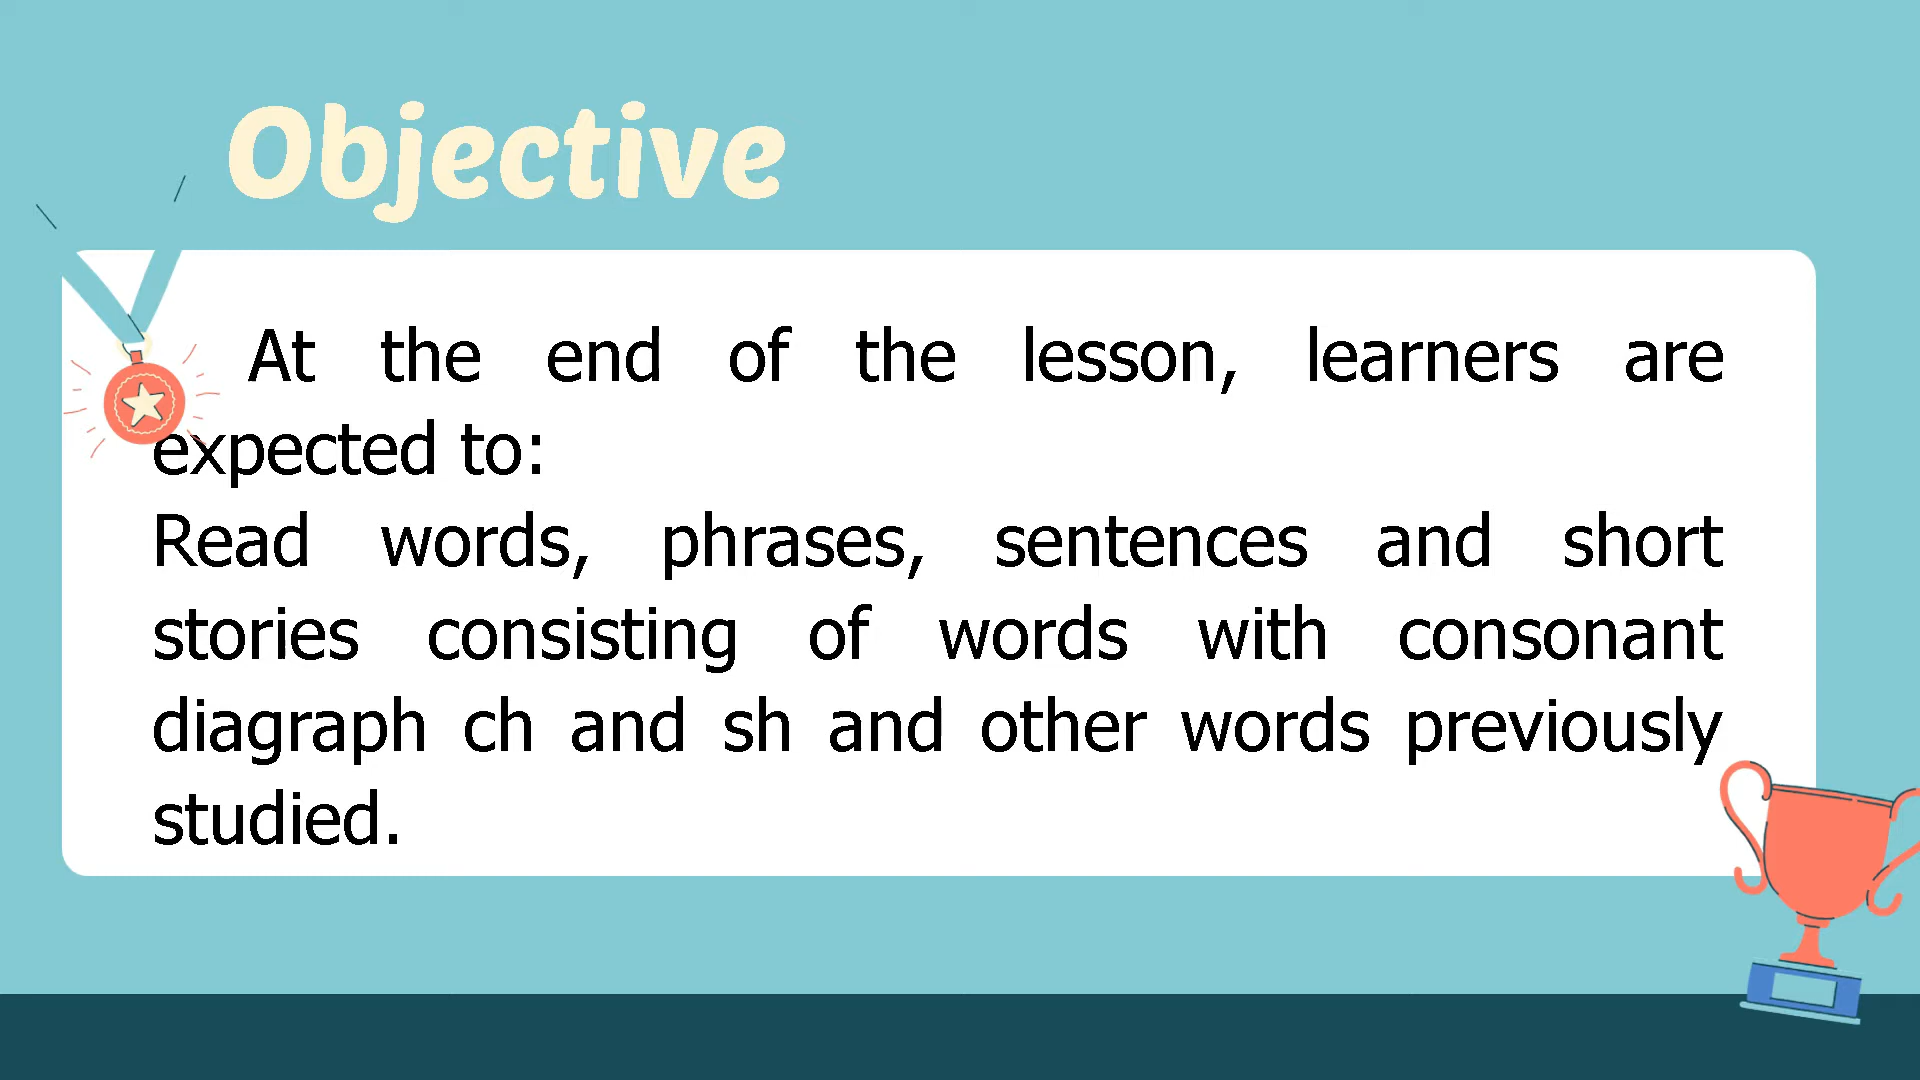 Objective
At the end of the lesson, learners are
expected to:
Read words, phrases, sentences and short
stories consisting of words with consonant
diagraph ch and sh and other words previously
studied.